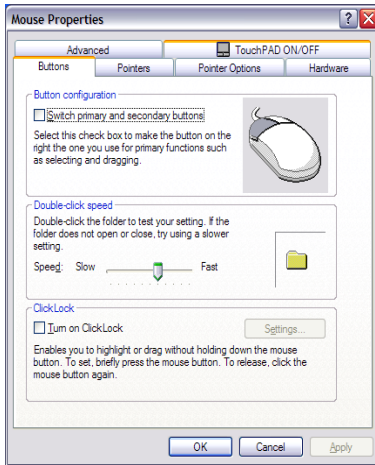 Mouse Properties
Advanced
TouchPAD ON/OFF
Buttons
Pointers
Pointer Options
Hardware
Button configuration
Switch primary and secondary buttons
Select this check box to make the button on the
right the one you use for primary functions such
as selecting and dragging.
Double-click speed
Double-click the folder to test your setting. If the
folder does not open or close, try using a slower
setting.
Speed: Slow Fast
ClickLock
Turn on ClickLock
Settings...
Enables you to highlight or drag without holding down the mouse
button. To set, briefly press the mouse button. To release, click the
mouse button again.
OK
Cancel
Apply